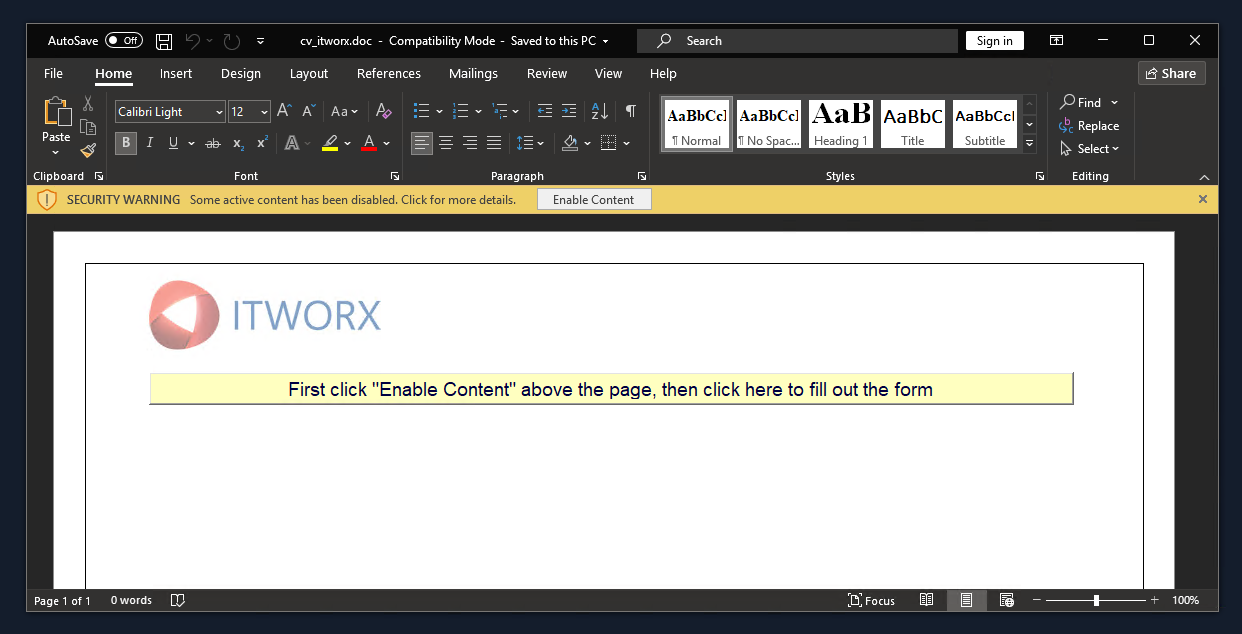 AutoSave Off cv_itworx.doc - Compatibility Mode - Saved to this PC Search Sign in
File Home Insert Design Layout References Mailings Review View Help Share
Paste
Clipboard
Calibri Light 12 A A Aa A
B I U ab x₂ x² A A
Font
Paragraph
AaBbCcI AaBbCcI AaB AaBbC AaBbCcI
¶ Normal ¶ No Spac... Heading 1 Title Subtitle
Styles
Find
Replace
Select
Editing
SECURITY WARNING Some active content has been disabled. Click for more details. Enable Content
ITWORX
First click "Enable Content" above the page, then click here to fill out the form
Page 1 of 1 0 words Focus 100%